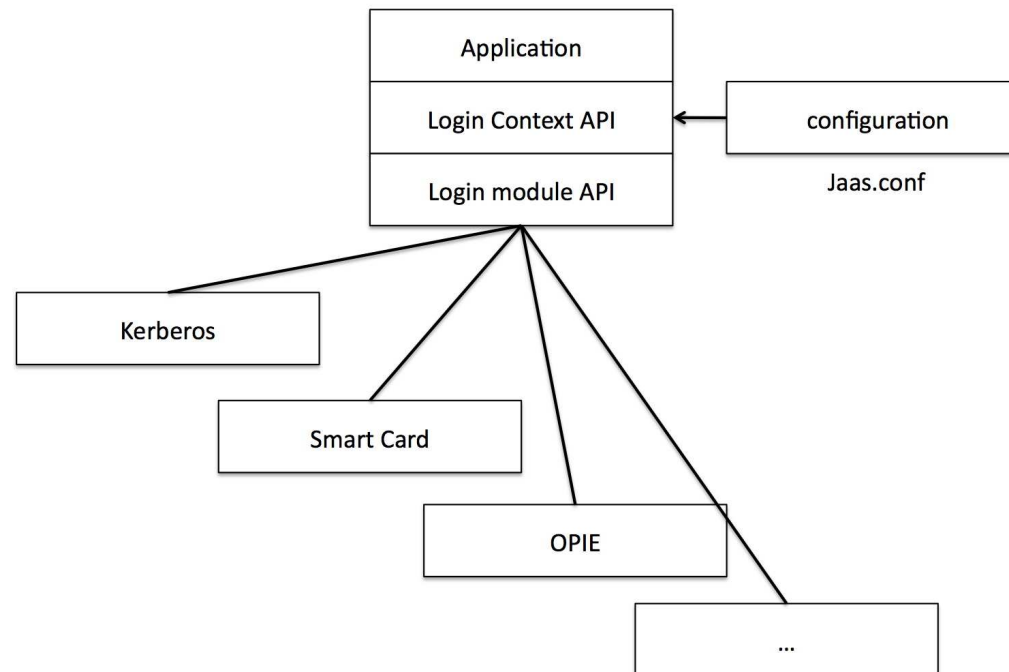 Application
Login Context API
configuration
Jaas.conf
Login module API
Kerberos
Smart Card
OPIE
...